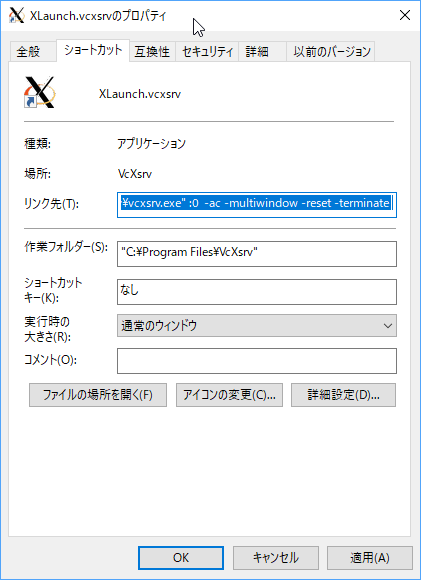 XLaunch.vcxsrvのプロパティ
全般 ショートカット 互換性 セキュリティ 詳細 以前のバージョン
XLaunch.vcxsrv
種類: アプリケーション
場所: VcXsrv
リンク先(T): ¥vcxsrv.exe" :0 -ac -multiwindow -reset -terminate
作業フォルダー(S): "C:¥Program Files¥VcXsrv"
ショートカット
キー(K): なし
実行時の
大きさ(R): 通常のウィンドウ
コメント(O):
ファイルの場所を開く(F) アイコンの変更(C)... 詳細設定(D)...
OK キャンセル 適用(A)